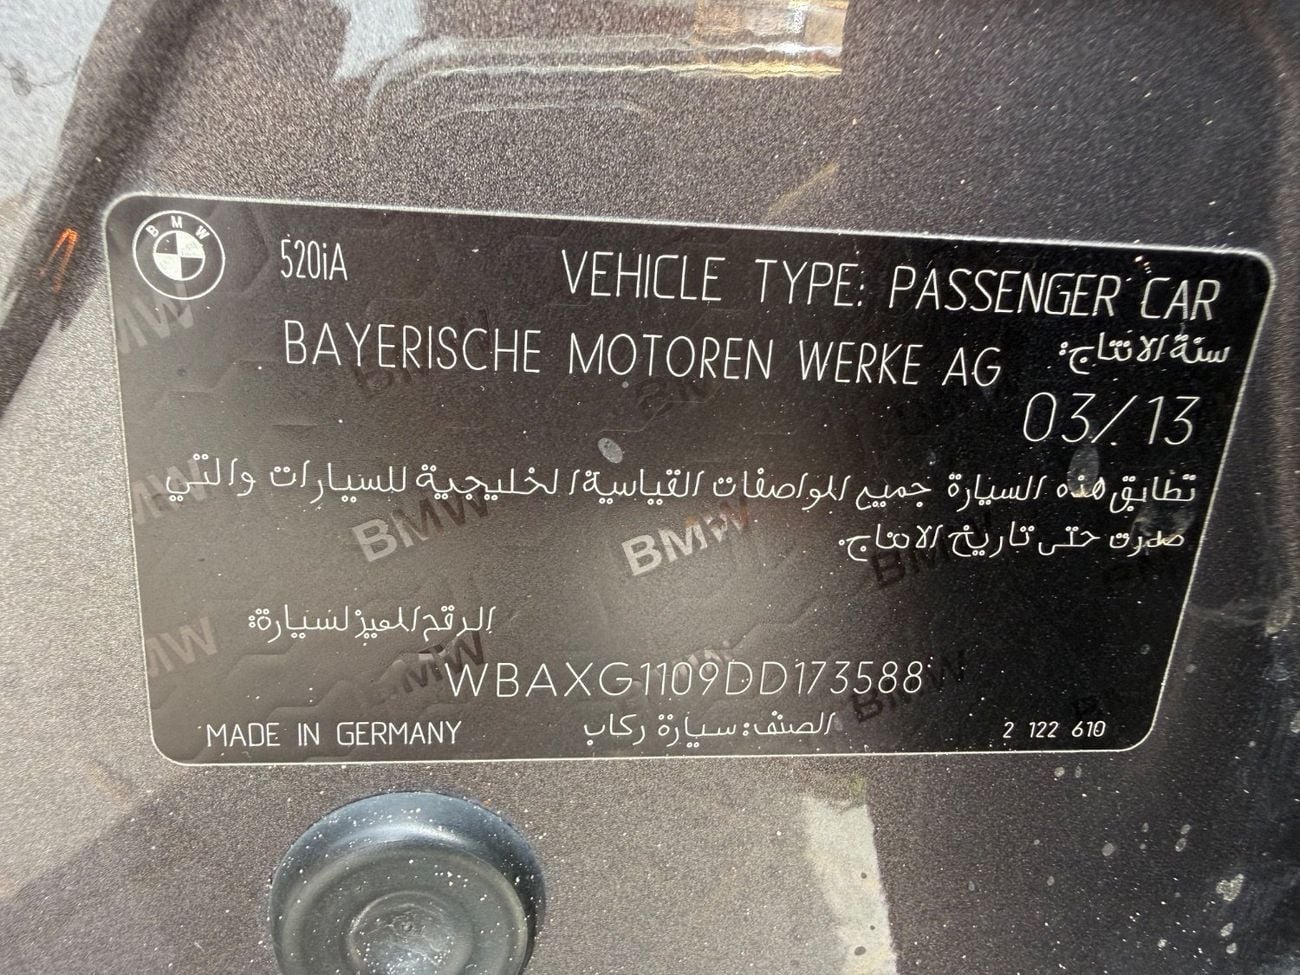 BMW
520iA
VEHICLE TYPE: PASSENGER CAR
BAYERISCHE MOTOREN WERKE AG
سنة الانتاج:
03/13
تطابق هذه السيارة جميع المواصفات القياسية الخليجية للسيارات والتي
صدرت حتى تاريخ الانتاج.
الرقم المميز لسيارة:
WBAXG1109DD173588
MADE IN GERMANY
الصنف: سيارة ركاب
2 122 610